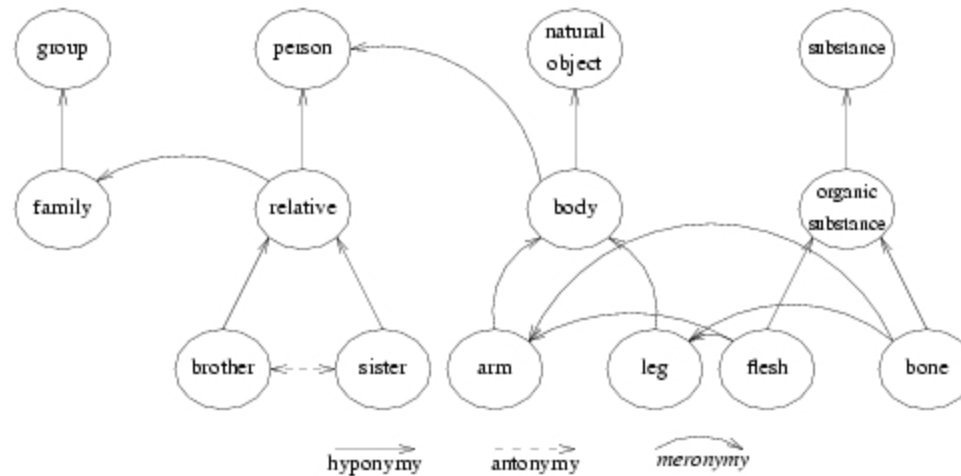 group
person
natural
object
substance
family
relative
body
organic
substance
brother
sister
arm
leg
flesh
bone
hyponymy
antonymy
meronymy